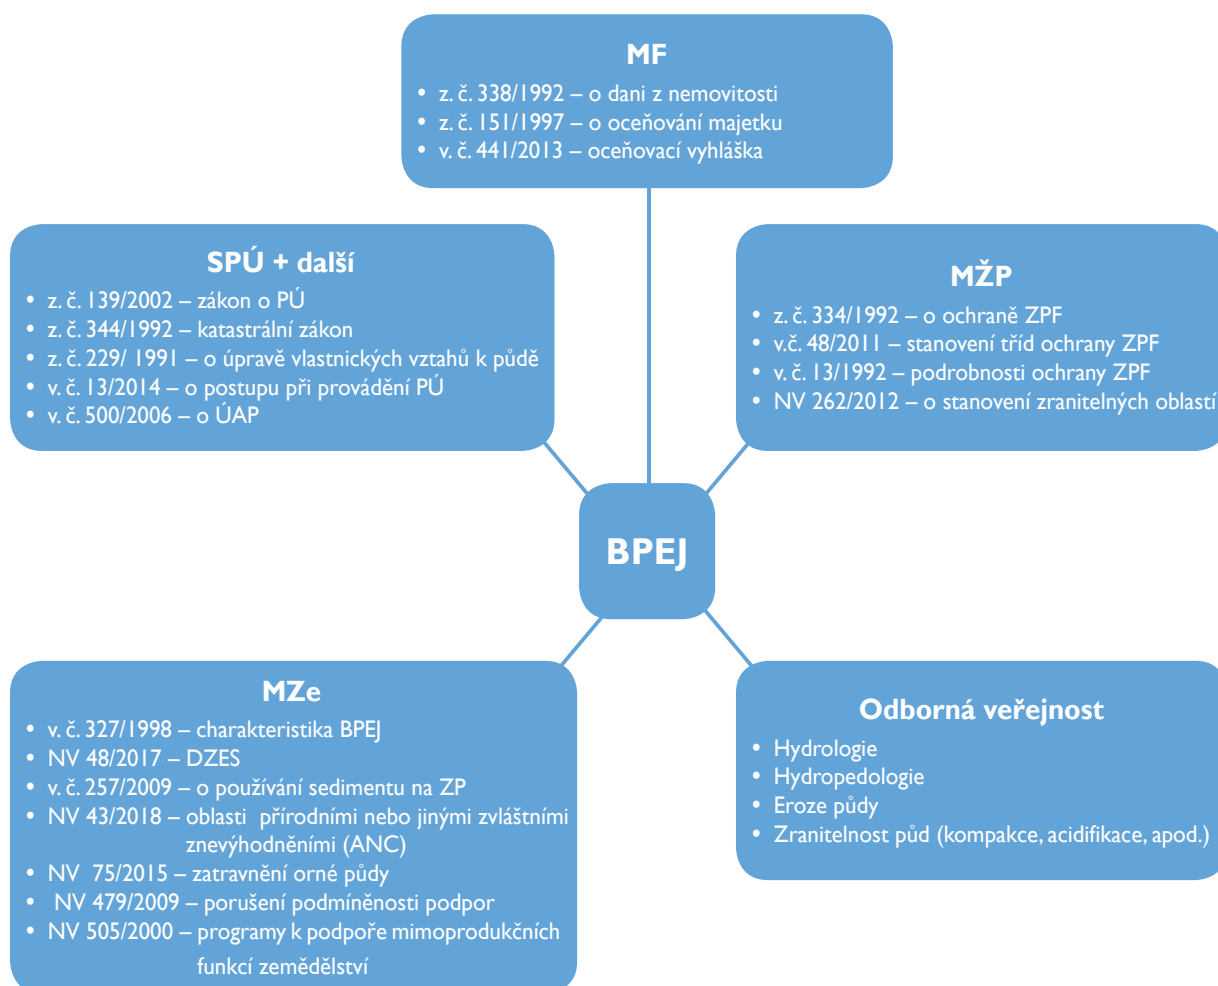 MF
• z. č. 338/1992 – o dani z nemovitosti
• z. č. 151/1997 – o oceňování majetku
• v. č. 441/2013 – oceňovací vyhláška
SPÚ + další
• z. č. 139/2002 – zákon o PÚ
• z. č. 344/1992 – katastrální zákon
• z. č. 229/ 1991 – o úpravě vlastnických vztahů k půdě
• v. č. 13/2014 – o postupu při provádění PÚ
• v. č. 500/2006 – o ÚAP
MŽP
• z. č. 334/1992 – o ochraně ZPF
• v.č. 48/2011 – stanovení tříd ochrany ZPF
• v. č. 13/1992 – podrobnosti ochrany ZPF
• NV 262/2012 – o stanovení zranitelných oblastí
BPEJ
MZe
• v. č. 327/1998 – charakteristika BPEJ
• NV 48/2017 – DZES
• v. č. 257/2009 – o používání sedimentu na ZP
• NV 43/2018 – oblasti přírodními nebo jinými zvláštními
znevýhodněními (ANC)
• NV 75/2015 – zatravnění orné půdy
• NV 479/2009 – porušení podmíněnosti podpor
• NV 505/2000 – programy k podpoře mimoprodukčních
funkcí zemědělství
Odborná veřejnost
• Hydrologie
• Hydropedologie
• Eroze půdy
• Zranitelnost půd (kompakce, acidifikace, apod.)